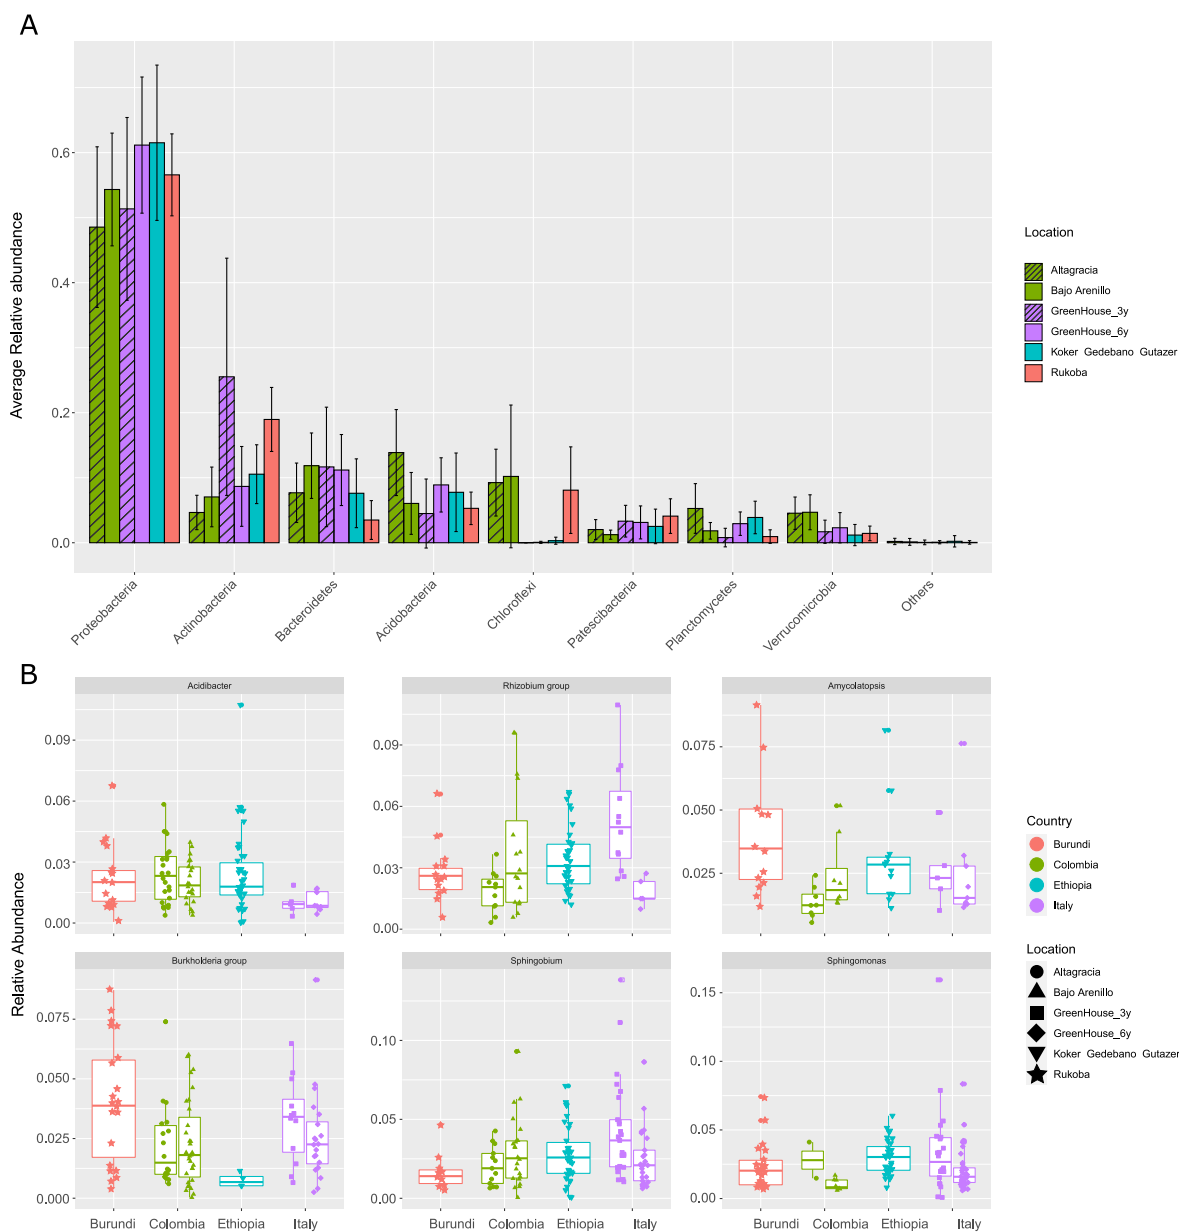 A
Average Relative abundance
0.6
0.4
0.2
0.0
Proteobacteria
Actinobacteria
Bacteroidetes
Acidobacteria
Chloroflexi
Patescibacteria
Planctomycetes
Verrucomicrobia
Others
Location
Altagracia
Bajo Arenillo
GreenHouse_3y
GreenHouse_6y
Koker Gedebano Gutazer
Rukoba
B
Relative Abundance
Acidibacter
0.09
0.06
0.03
0.00
Rhizobium group
0.09
0.06
0.03
0.00
Amycolatopsis
0.075
0.050
0.025
Burkholderia group
0.075
0.050
0.025
0.000
Sphingobium
0.10
0.05
0.00
Sphingomonas
0.15
0.10
0.05
0.00
Burundi Colombia Ethiopia Italy
Burundi Colombia Ethiopia Italy
Burundi Colombia Ethiopia Italy
Country
Burundi
Colombia
Ethiopia
Italy
Location
Altagracia
Bajo Arenillo
GreenHouse_3y
GreenHouse_6y
Koker Gedebano Gutazer
Rukoba